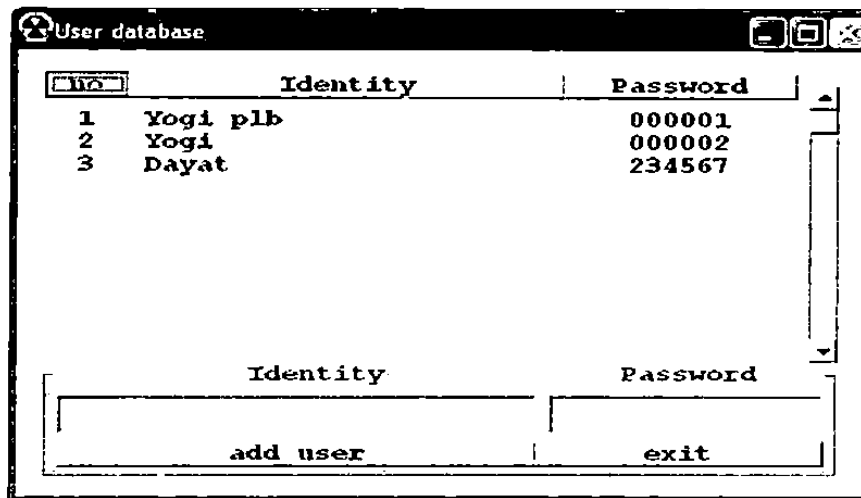 User database
no Identity Password
1 Yogi plb 000001
2 Yogi 000002
3 Dayat 234567
Identity Password
add user exit